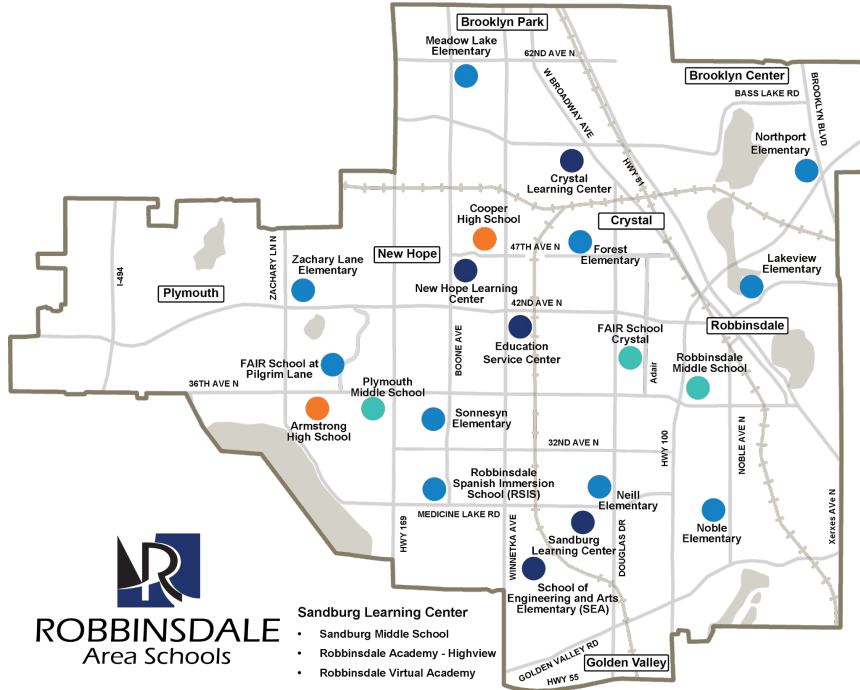 Brooklyn Park
Meadow Lake
Elementary
62ND AVE N
W BROADWAY AVE
Brooklyn Center
BASS LAKE RD
BROOKLYN BLVD
Northport
Elementary
HWY 81
Crystal
Learning Center
Cooper
High School
Crystal
47TH AVE N
Forest
Elementary
ZACHARY LN N
Zachary Lane
Elementary
New Hope
I-494
Plymouth
New Hope Learning
Center
Lakeview
Elementary
42ND AVE N
Robbinsdale
BOONE AVE
Education
Service Center
FAIR School
Crystal
Adair
Robbinsdale
Middle School
FAIR School at
Pilgrim Lane
36TH AVE N
Plymouth
Middle School
Armstrong
High School
Sonnesyn
Elementary
32ND AVE N
HWY 100
NOBLE AVE N
Robbinsdale
Spanish Immersion
School (RSIS)
Neill
Elementary
MEDICINE LAKE RD
HWY 169
WINNETKA AVE
Sandburg
Learning Center
DOUGLAS DR
Noble
Elementary
Xerxes AVe N
School of
Engineering and Arts
Elementary (SEA)
GOLDEN VALLEY RD
Golden Valley
HWY 55
R
ROBBINSDALE
Area Schools
Sandburg Learning Center
• Sandburg Middle School
• Robbinsdale Academy - Highview
• Robbinsdale Virtual Academy